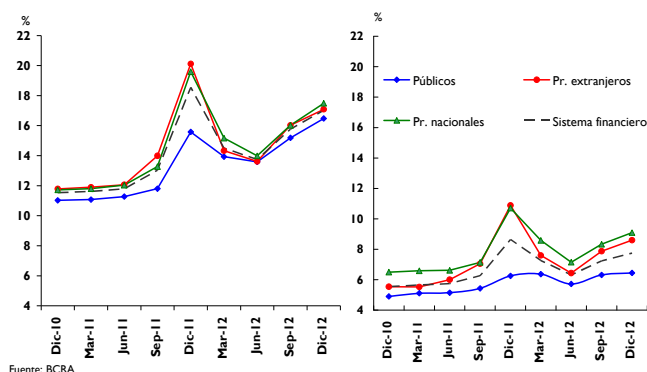 %
22
20
18
16
14
12
10
8
6
4
Dic-10
Mar-11
Jun-11
Sep-11
Dic-11
Mar-12
Jun-12
Sep-12
Dic-12
%
22
20
18
16
14
12
10
8
6
4
Públicos
Pr. extranjeros
Pr. nacionales
Sistema financiero
Dic-10
Mar-11
Jun-11
Sep-11
Dic-11
Mar-12
Jun-12
Sep-12
Dic-12
Fuente: BCRA